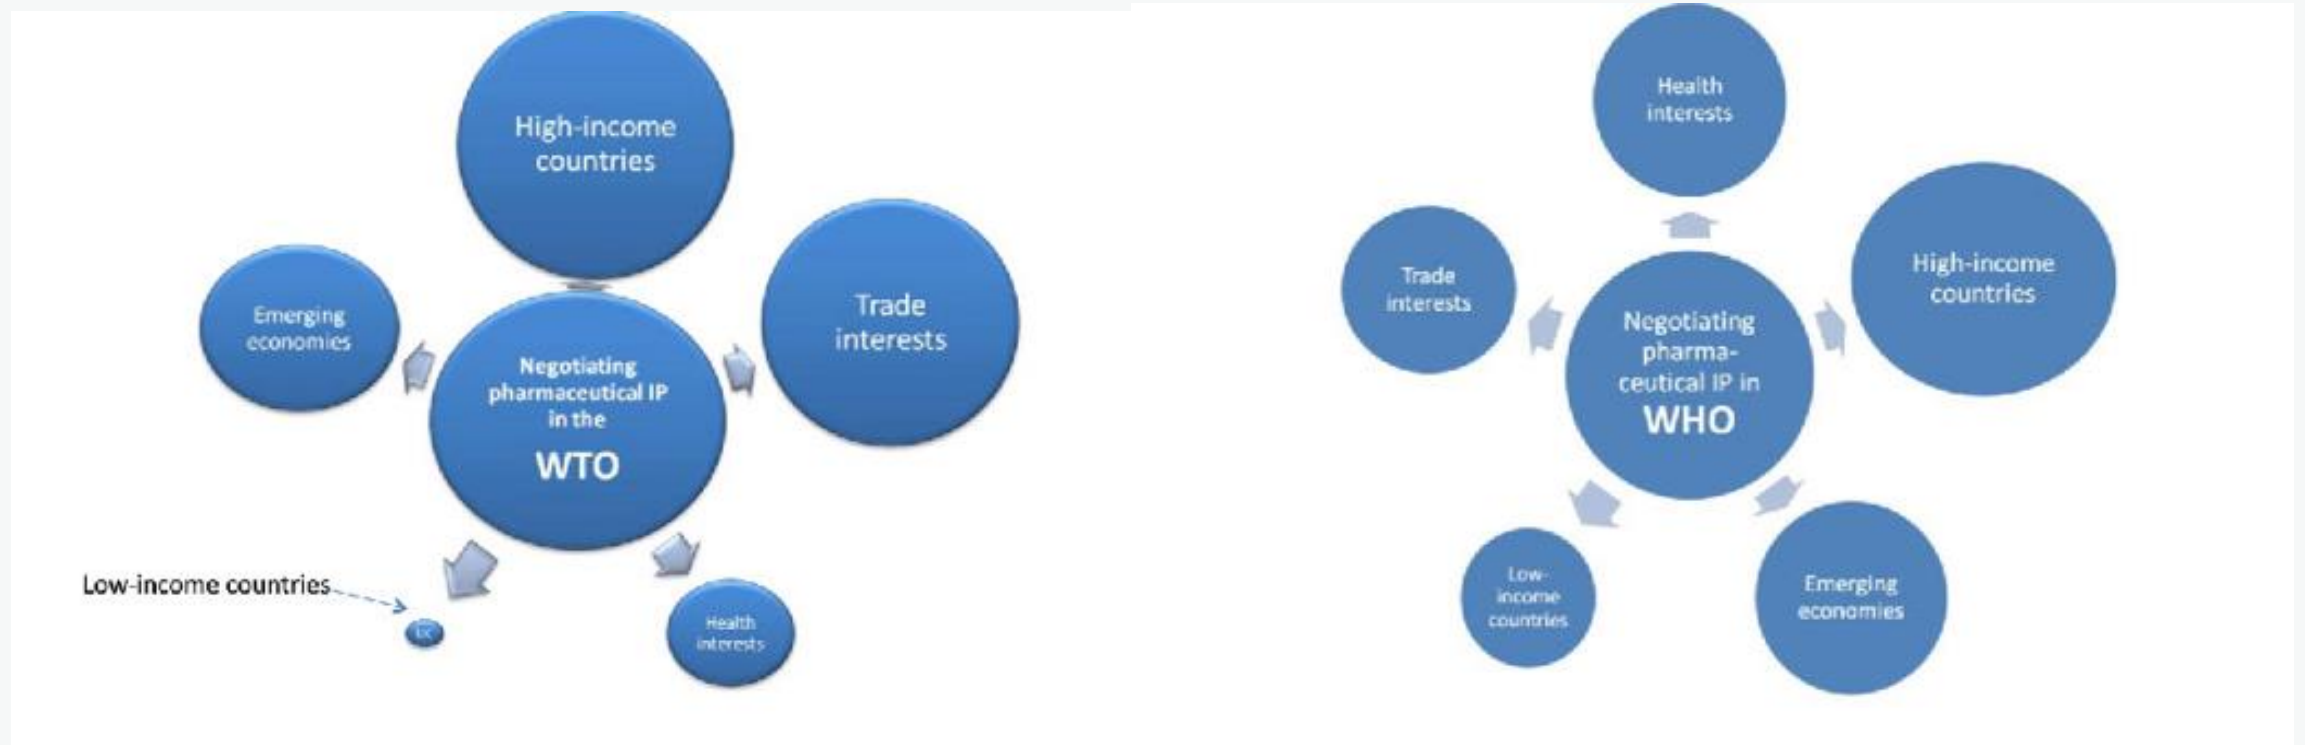 High-income
countries
Emerging
economies
Trade
interests
Negotiating
pharmaceutical IP
in the
WTO
Low-income countries
Health
interests
Health
interests
Trade
interests
High-income
countries
Negotiating
pharma-
ceutical IP in
WHO
Low-
income
countries
Emerging
economies